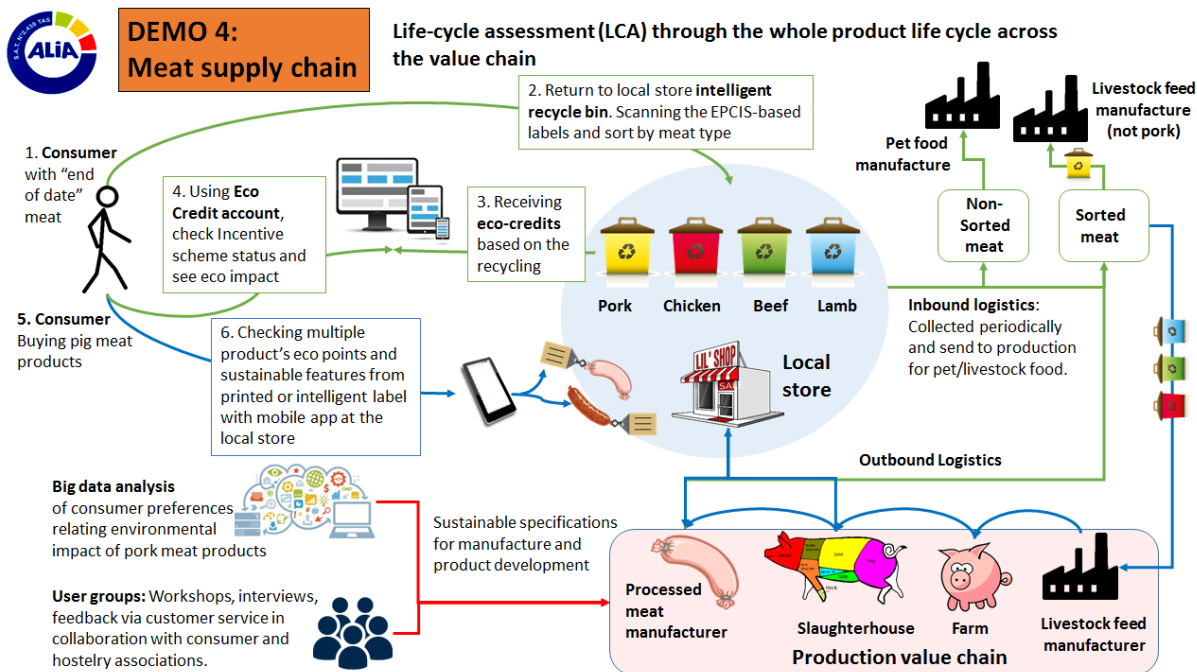 S.A.T. Nº2.439 TAS
ALIA
DEMO 4:
Meat supply chain
Life-cycle assessment (LCA) through the whole product life cycle across
the value chain
2. Return to local store intelligent
recycle bin. Scanning the EPCIS-based
labels and sort by meat type
Pet food
manufacture
Livestock feed
manufacture
(not pork)
1. Consumer
with “end
of date”
meat
4. Using Eco
Credit account,
check Incentive
scheme status and
see eco impact
3. Receiving
eco-credits
based on the
recycling
Non-
Sorted
meat
Sorted
meat
Pork
Chicken
Beef
Lamb
Inbound logistics:
Collected periodically
and send to production
for pet/livestock food.
5. Consumer
Buying pig meat
products
6. Checking multiple
product’s eco points and
sustainable features from
printed or intelligent label
with mobile app at the
local store
LIL' SHOP
SA
Local
store
Outbound Logistics
Big data analysis
of consumer preferences
relating environmental
impact of pork meat products
Sustainable specifications
for manufacture and
product development
User groups: Workshops, interviews,
feedback via customer service in
collaboration with consumer and
hostelry associations.
Processed
meat
manufacturer
Slaughterhouse
Farm
Livestock feed
manufacturer
Production value chain